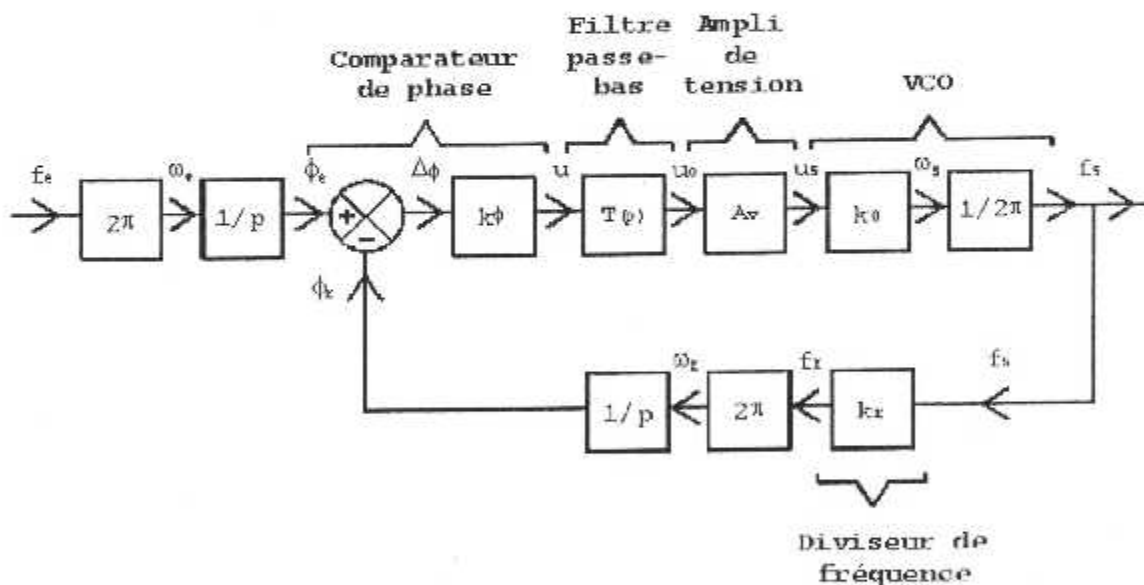 Filtre
passe-
bas
Ampli
de
tension
Comparateur
de phase
VCO
fe
ωe
ϕe
Δϕ
u
u₀
us
ωs
fs
2π
1/p
+
-
kϕ
T(p)
Av
k₀
1/2π
ϕr
ωr
fr
fs
1/p
2π
kr
Diviseur de
fréquence